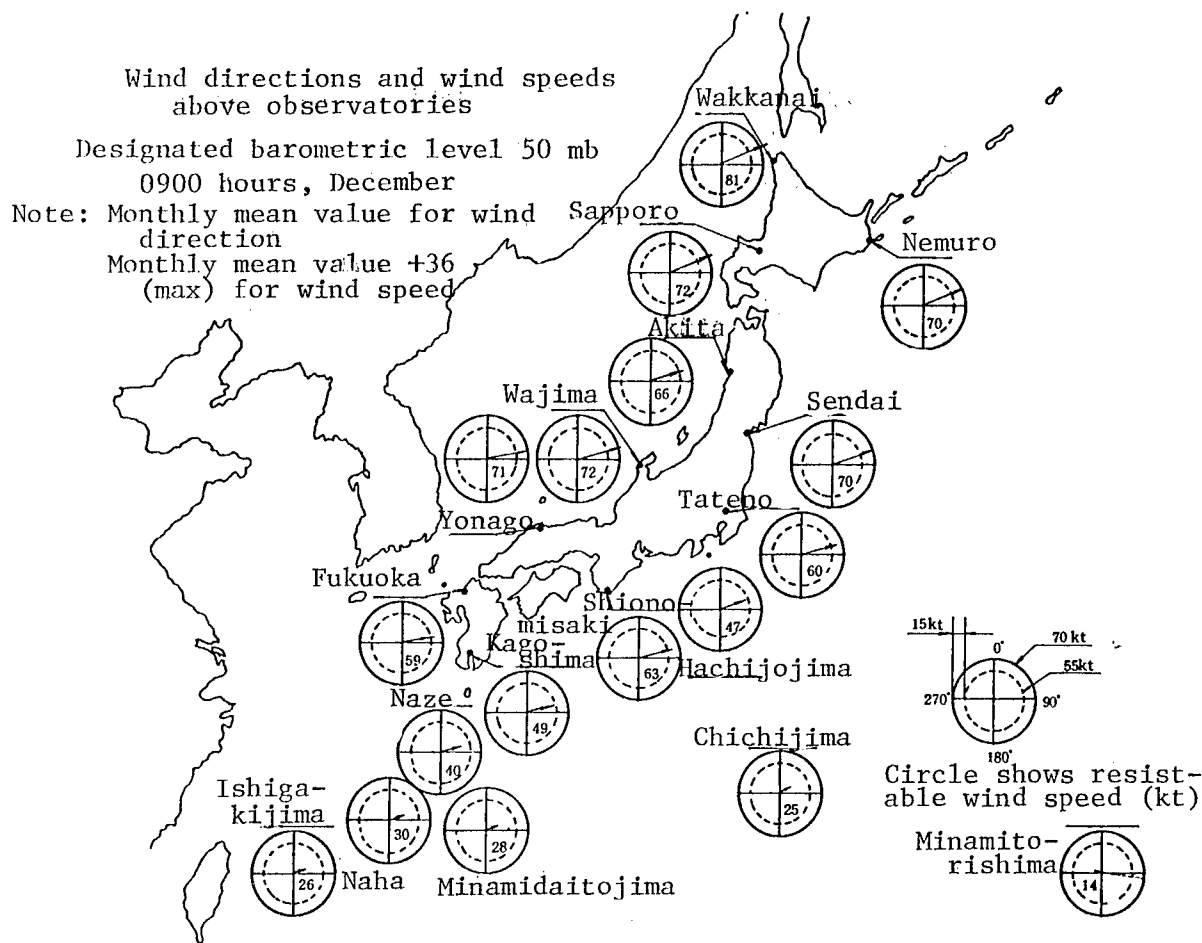 Wind directions and wind speeds
above observatories
Designated barometric level 50 mb
0900 hours, December
Note: Monthly mean value for wind
direction
Monthly mean value +36
(max) for wind speed
Wakkanai
81
Sapporo
72
Nemuro
70
Akita
66
Wajima
71
72
Sendai
70
Yonago
Tateno
60
Fukuoka
59
Shiono-
misaki
63
47
Hachijojima
Kago-
shima
49
Naze
40
Chichijima
25
Ishiga-
kijima
26
30
Naha
28
Minamidaitojima
15kt
0°
70 kt
55kt
270°
90°
180°
Circle shows resist-
able wind speed (kt)
Minamito-
rishima
14